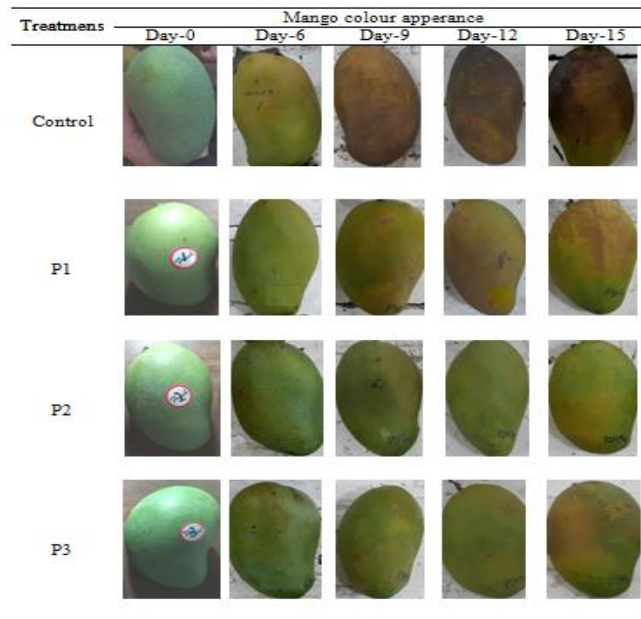 Treatmens
Mango colour apperance
Day-0 Day-6 Day-9 Day-12 Day-15
Control
P1
P2
P3